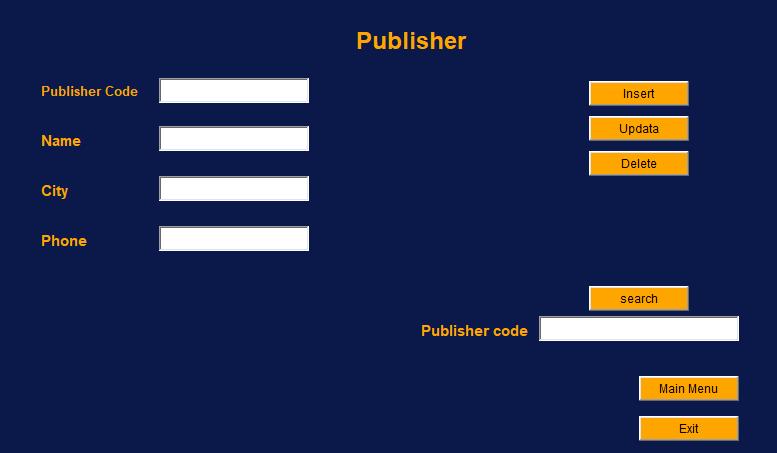 Publisher
Publisher Code
Insert
Name
Updata
Delete
City
Phone
search
Publisher code
Main Menu
Exit